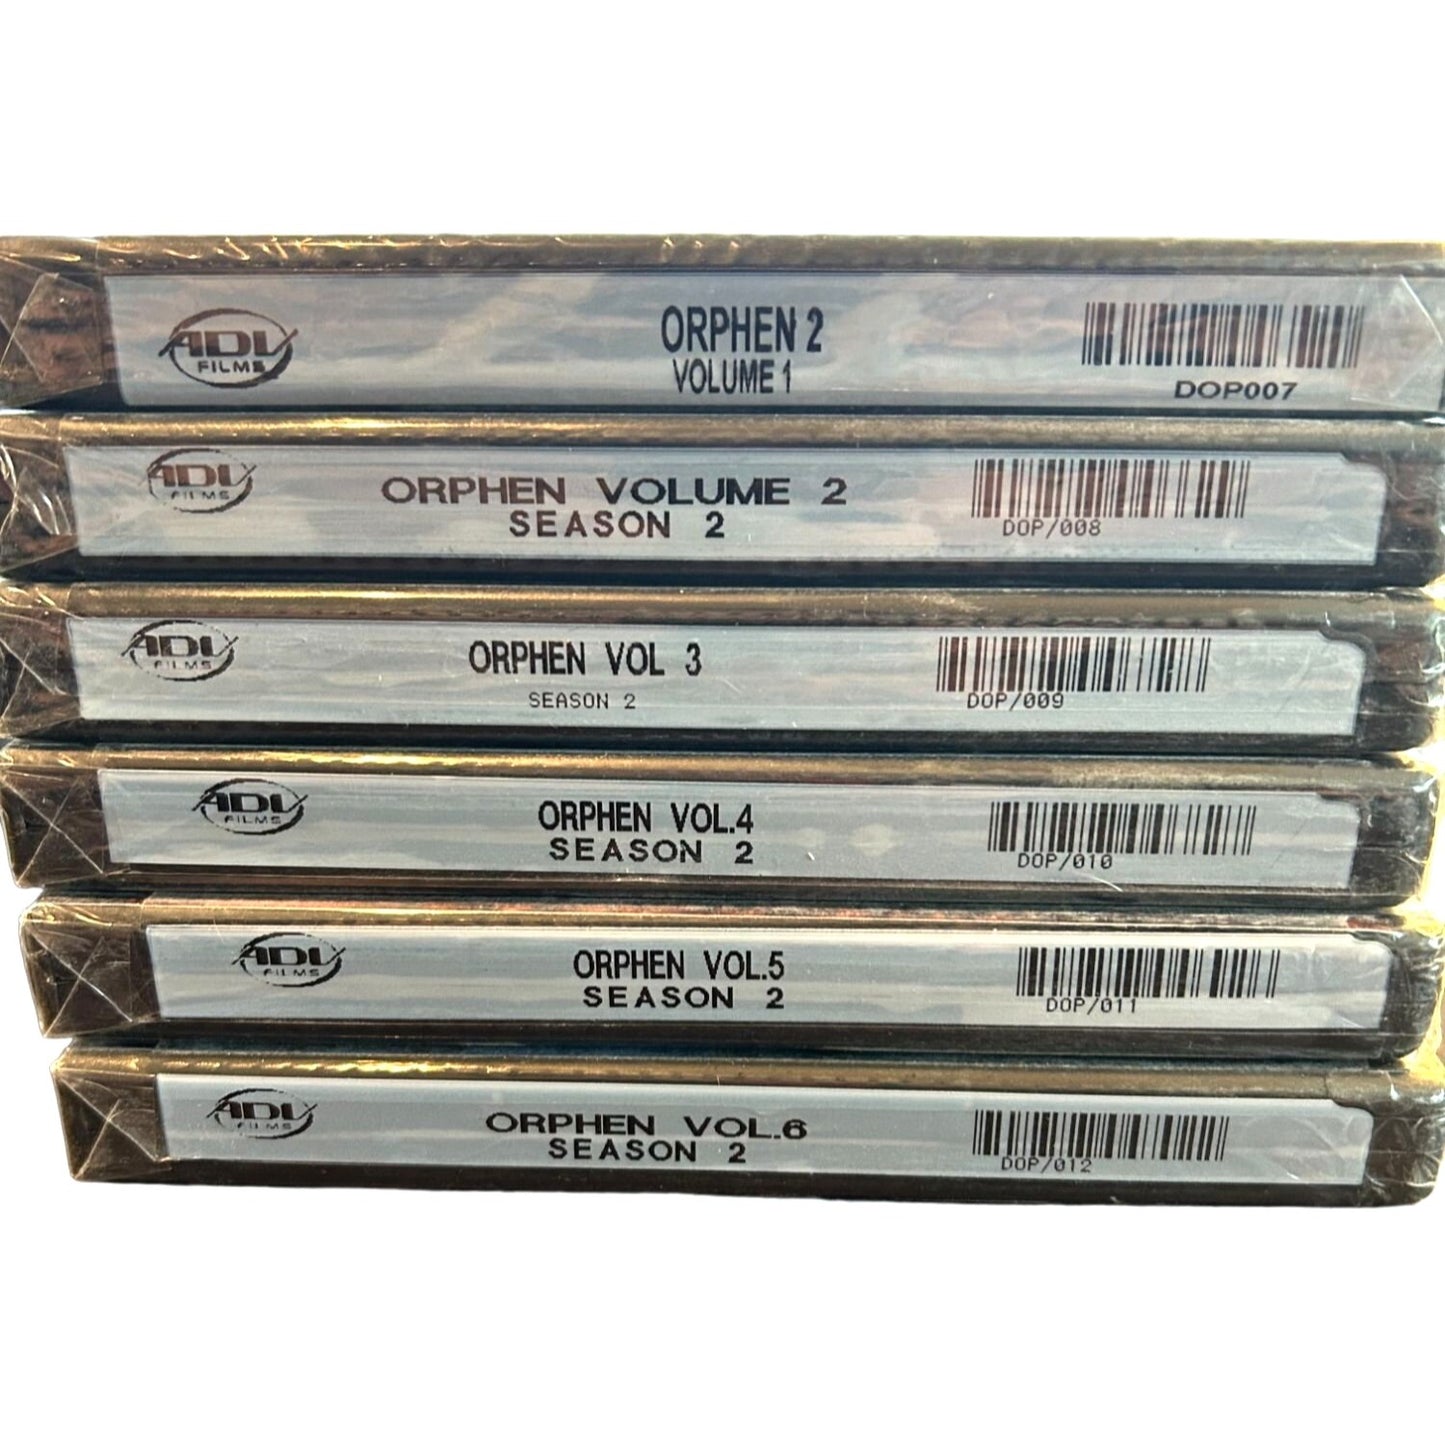 ADV
FILMS
ORPHEN 2
VOLUME 1
DOP007
ADV
FILMS
ORPHEN VOLUME 2
SEASON 2
DOP/008
ADV
FILMS
ORPHEN VOL 3
SEASON 2
DOP/009
ADV
FILMS
ORPHEN VOL.4
SEASON 2
DOP/010
ADV
FILMS
ORPHEN VOL.5
SEASON 2
DOP/011
ADV
FILMS
ORPHEN VOL.6
SEASON 2
DOP/012